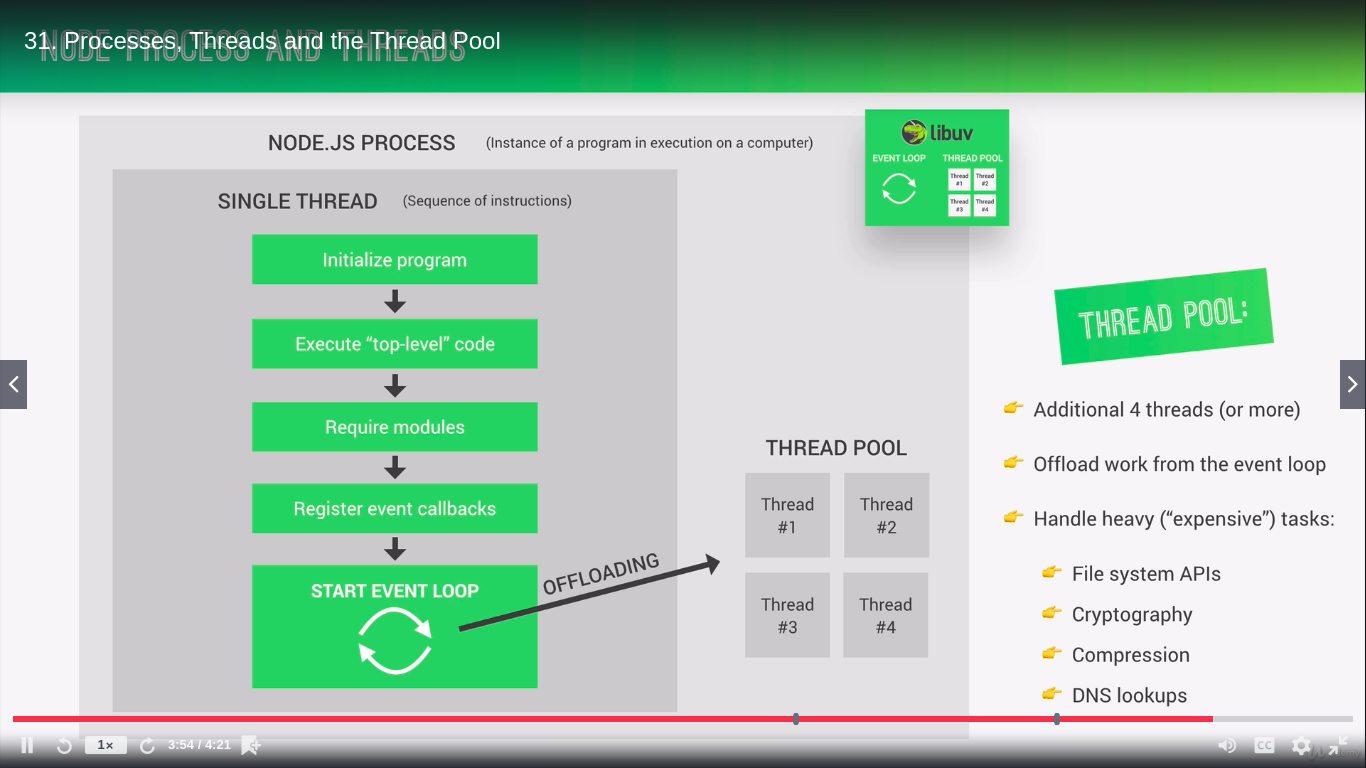 31. Processes, Threads and the Thread Pool
NODE PROCESS AND THREADS
NODE.JS PROCESS (Instance of a program in execution on a computer)
libuv
EVENT LOOP THREAD POOL
Thread #1
Thread #2
Thread #3
Thread #4
SINGLE THREAD (Sequence of instructions)
Initialize program
Execute “top-level” code
Require modules
Register event callbacks
START EVENT LOOP
OFFLOADING
THREAD POOL
Thread #1
Thread #2
Thread #3
Thread #4
THREAD POOL:
Additional 4 threads (or more)
Offload work from the event loop
Handle heavy (“expensive”) tasks:
File system APIs
Cryptography
Compression
DNS lookups
1x
3:54 / 4:21
CC